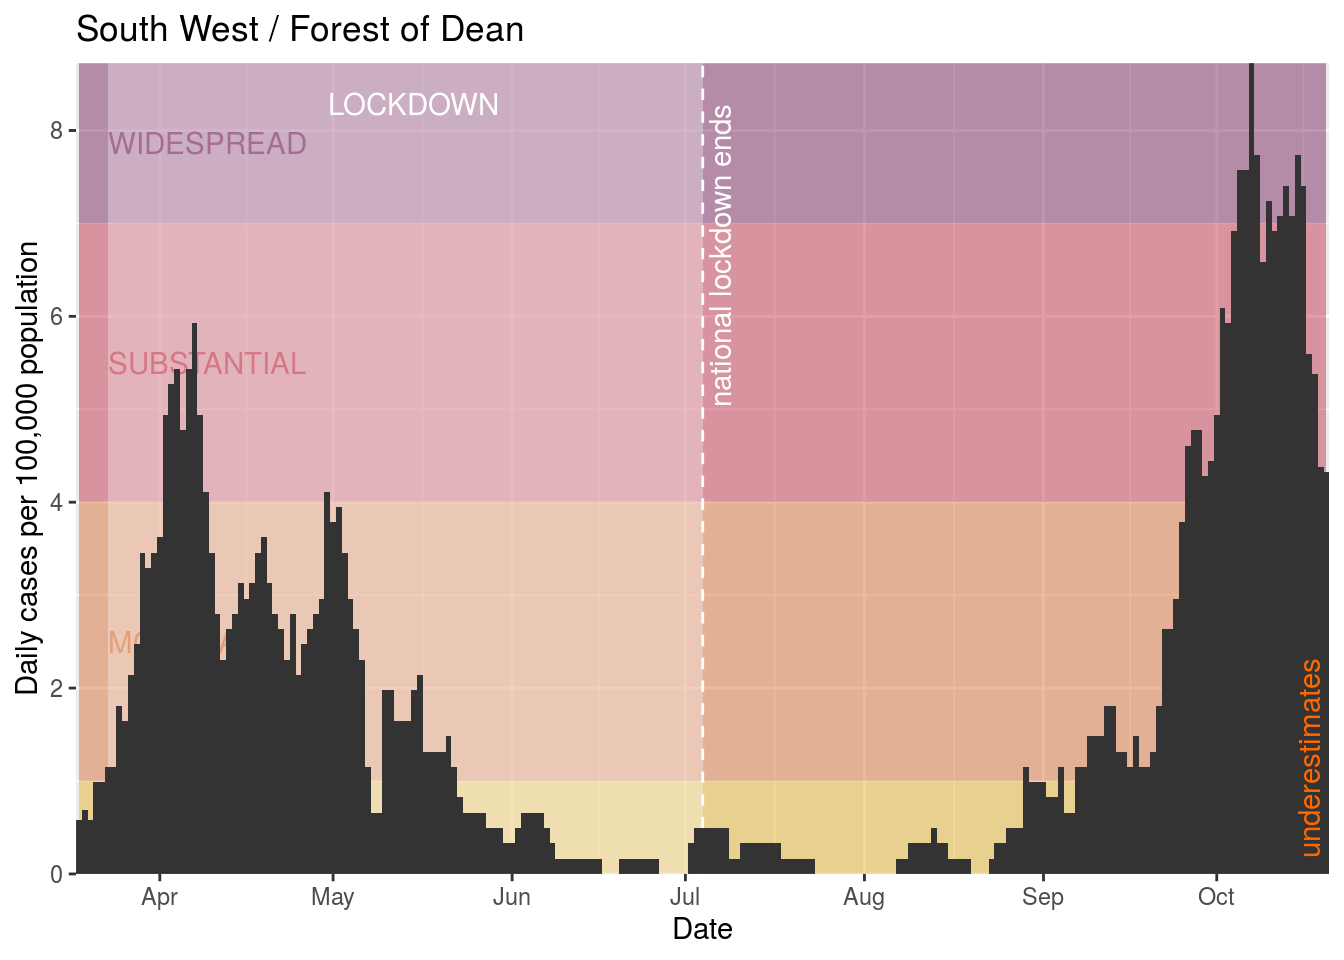 South West / Forest of Dean
LOCKDOWN
WIDESPREAD
SUBSTANTIAL
national lockdown ends
underestimates
Daily cases per 100,000 population
8
6
4
2
0
Apr
May
Jun
Jul
Aug
Sep
Oct
Date